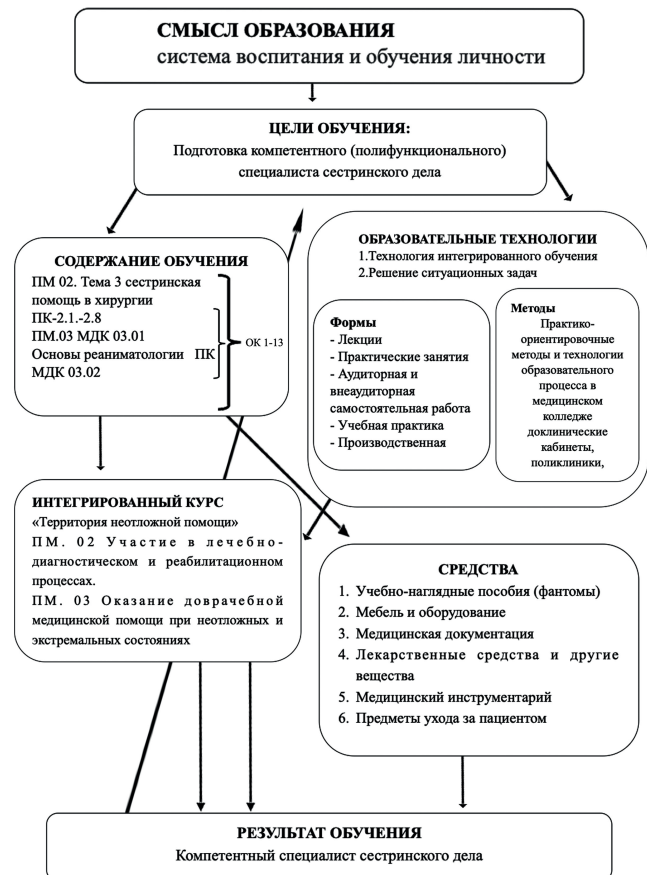 СМЫСЛ ОБРАЗОВАНИЯ
система воспитания и обучения личности
ЦЕЛИ ОБУЧЕНИЯ:
Подготовка компетентного (полифункционального)
специалиста сестринского дела
СОДЕРЖАНИЕ ОБУЧЕНИЯ
ПМ 02. Тема 3 сестринская
помощь в хирургии
ПК-2.1.-2.8
ПМ.03 МДК 03.01
Основы реаниматологии ПК
МДК 03.02
ОК 1-13
ОБРАЗОВАТЕЛЬНЫЕ ТЕХНОЛОГИИ
1.Технология интегрированного обучения
2.Решение ситуационных задач
Формы
- Лекции
- Практические занятия
- Аудиторная и
внеаудиторная
самостоятельная работа
- Учебная практика
- Производственная
Методы
Практико-
ориентировочные
методы и технологии
образовательного
процесса в
медицинском
колледже
доклинические
кабинеты,
поликлиники,
ИНТЕГРИРОВАННЫЙ КУРС
«Территория неотложной помощи»
ПМ. 02 Участие в лечебно-
диагностическом и реабилитационном
процессах.
ПМ. 03 Оказание доврачебной
медицинской помощи при неотложных и
экстремальных состояниях
СРЕДСТВА
1. Учебно-наглядные пособия (фантомы)
2. Мебель и оборудование
3. Медицинская документация
4. Лекарственные средства и другие
вещества
5. Медицинский инструментарий
6. Предметы ухода за пациентом
РЕЗУЛЬТАТ ОБУЧЕНИЯ
Компетентный специалист сестринского дела